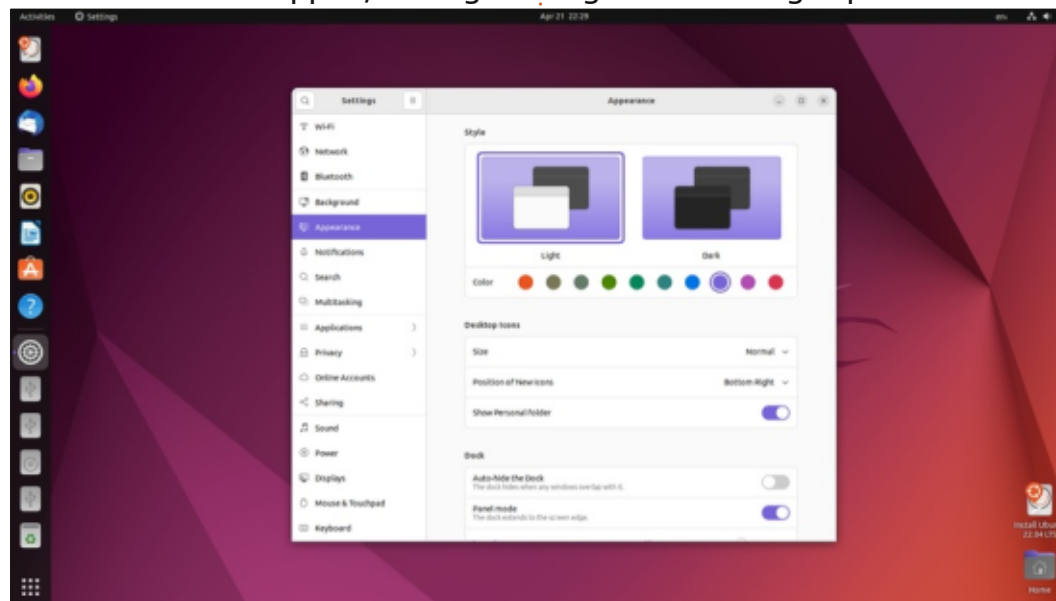 Activities Settings Apr 21 22:29 en
Settings Appearance
Wi-Fi
Network
Bluetooth
Background
Appearance
Notifications
Search
Multitasking
Applications
Privacy
Online Accounts
Sharing
Sound
Power
Displays
Mouse & Touchpad
Keyboard
Style
Light Dark
Color
Desktop Icons
Size Normal
Position of New Icons Bottom Right
Show Personal folder
Dock
Auto-hide the Dock
The dock hides when any windows overlap with it.
Panel mode
The dock extends to the screen edge.
Install Ubu
22.04 LTS
Home